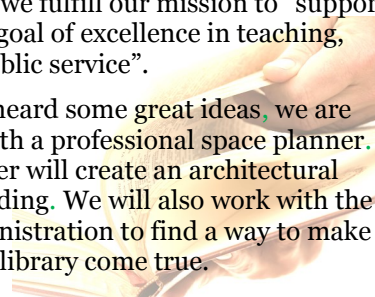 we fulfill our mission to "suppor
goal of excellence in teaching,
blic service".
heard some great ideas, we are
th a professional space planner.
er will create an architectural
ding. We will also work with the
nistration to find a way to make
library come true.